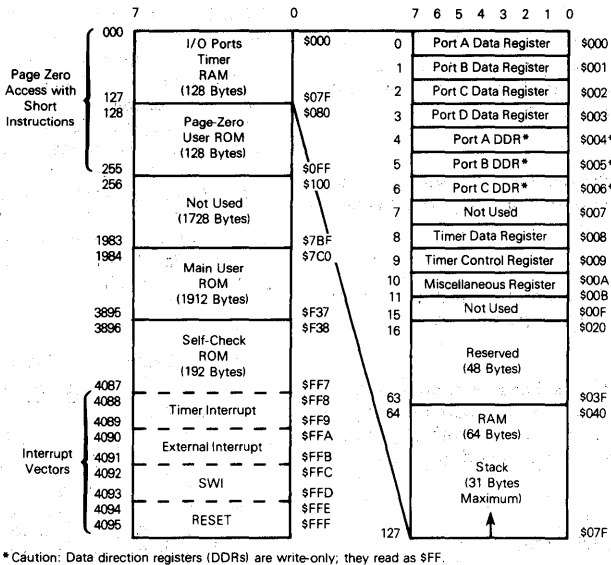 7 0
000
I/O Ports
Timer
RAM
(128 Bytes)
$000
Page Zero
Access with
Short
Instructions
127
$07F
128
$080
Page-Zero
User ROM
(128 Bytes)
255
$0FF
256
$100
Not Used
(1728 Bytes)
1983
$7BF
1984
$7C0
Main User
ROM
(1912 Bytes)
3895
$F37
3896
$F38
Self-Check
ROM
(192 Bytes)
4087
$FF7
Interrupt
Vectors
4088
$FF8
Timer Interrupt
4089
$FF9
4090
$FFA
External Interrupt
4091
$FFB
4092
$FFC
SWI
4093
$FFD
4094
$FFE
RESET
4095
$FFF
7 6 5 4 3 2 1 0
0 Port A Data Register $000
1 Port B Data Register $001
2 Port C Data Register $002
3 Port D Data Register $003
4 Port A DDR* $004*
5 Port B DDR* $005*
6 Port C DDR* $006*
7 Not Used $007
8 Timer Data Register $008
9 Timer Control Register $009
10 Miscellaneous Register $00A
11 $00B
Not Used
15 $00F
16 $020
Reserved
(48 Bytes)
63 $03F
64 $040
RAM
(64 Bytes)
Stack
(31 Bytes
Maximum)
127 $07F
* Caution: Data direction registers (DDRs) are write-only; they read as $FF.